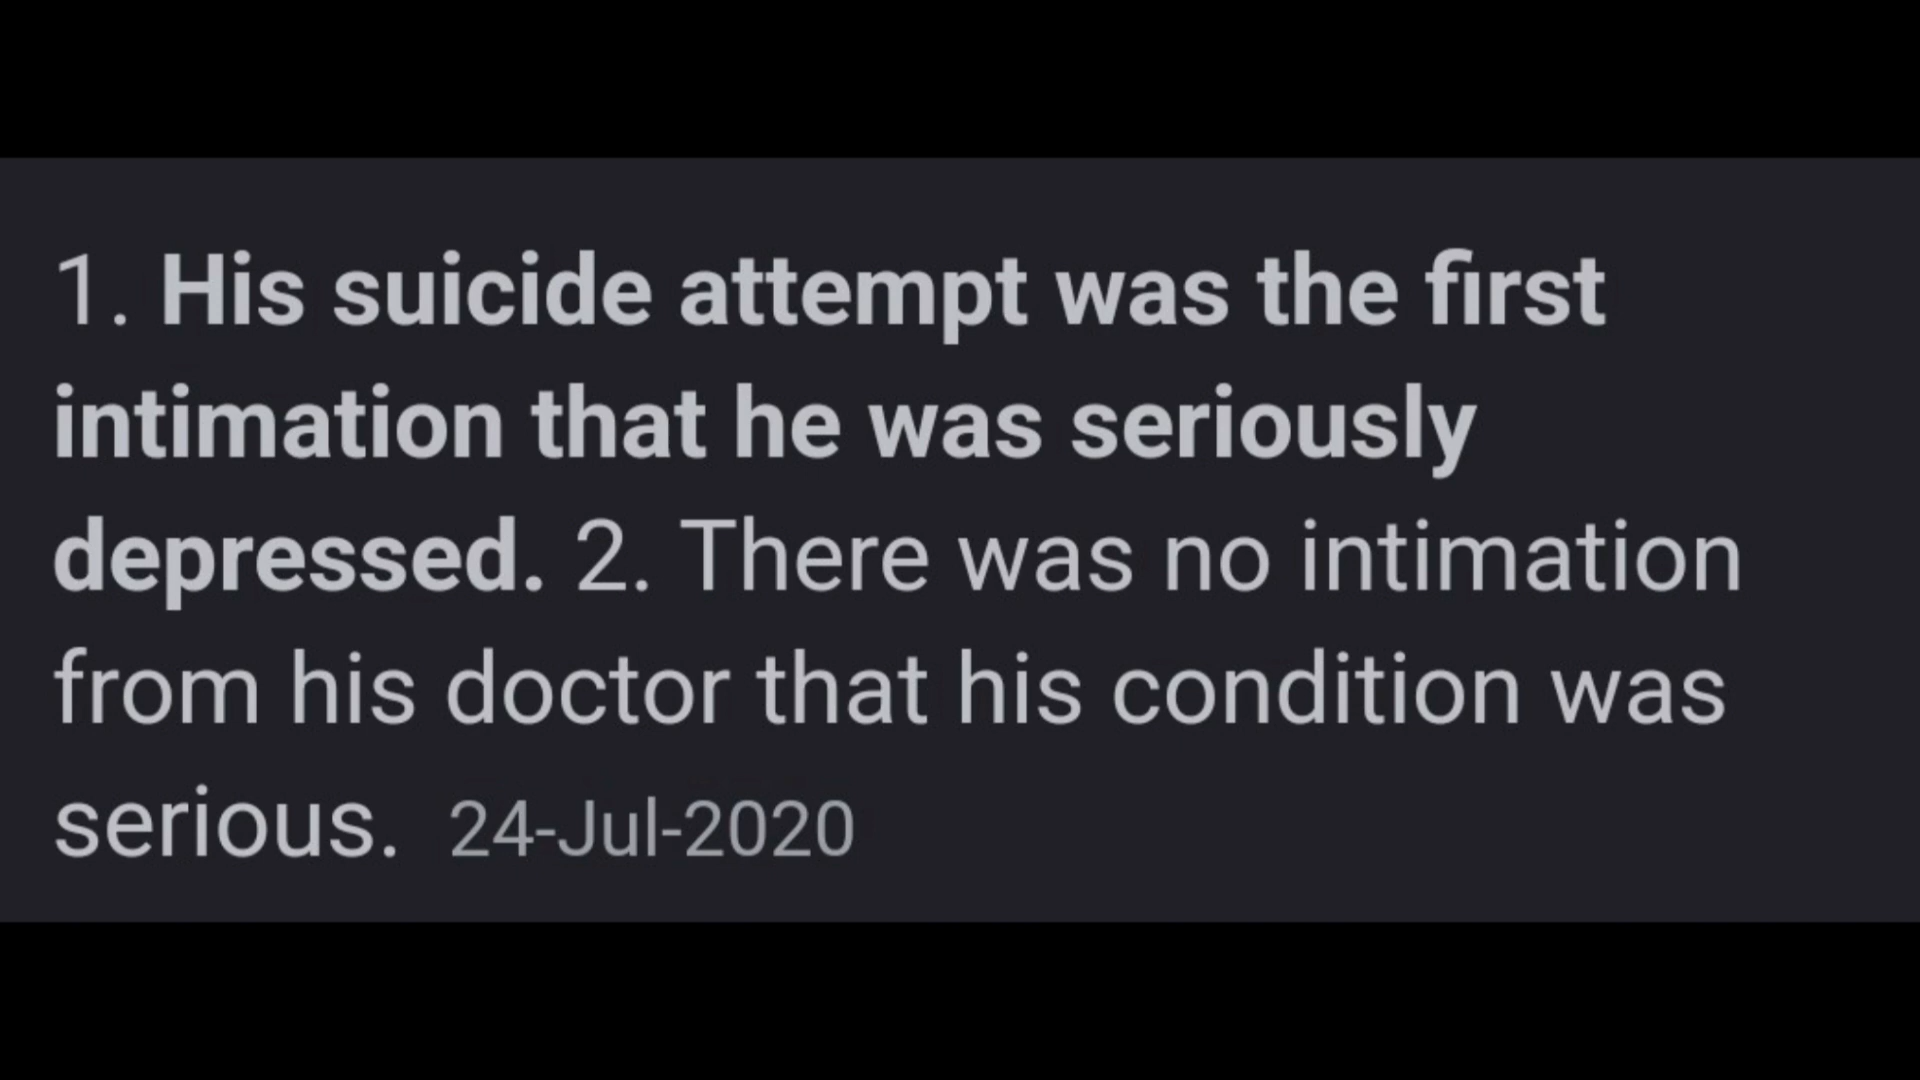 1. His suicide attempt was the first
intimation that he was seriously
depressed. 2. There was no intimation
from his doctor that his condition was
serious. 24-Jul-2020